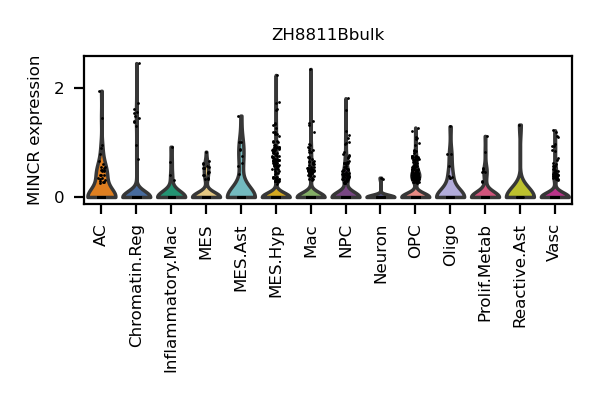 ZH8811Bbulk
MINCR expression
2
0
AC
Chromatin.Reg
Inflammatory.Mac
MES
MES.Ast
MES.Hyp
Mac
NPC
Neuron
OPC
Oligo
Prolif.Metab
Reactive.Ast
Vasc